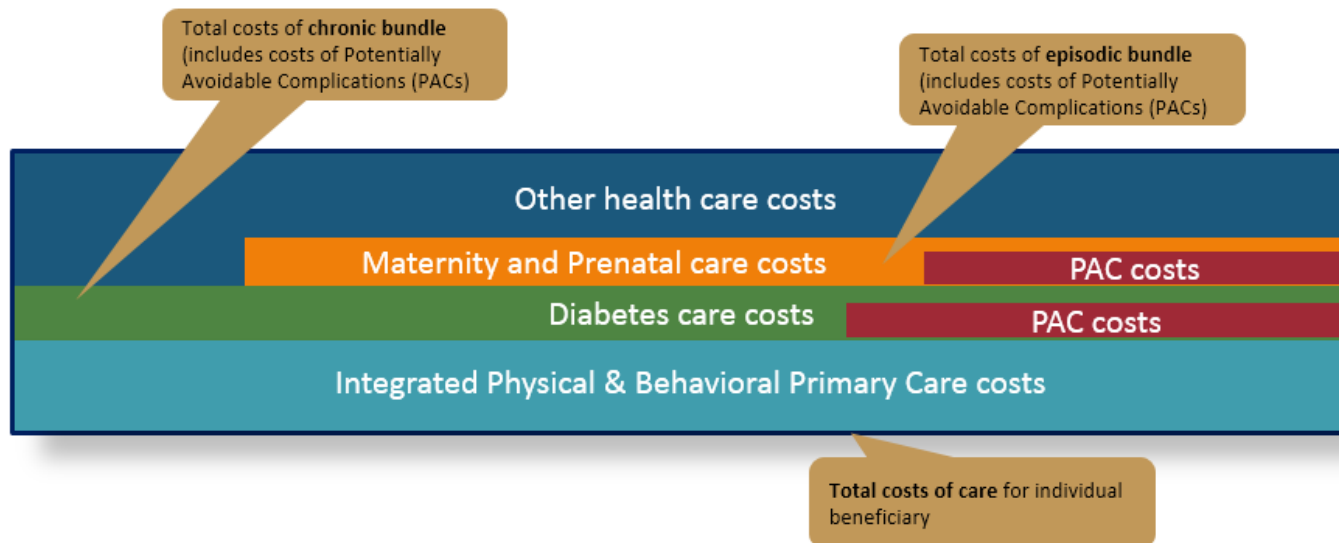 Total costs of chronic bundle
(includes costs of Potentially
Avoidable Complications (PACs)
Total costs of episodic bundle
(includes costs of Potentially
Avoidable Complications (PACs)
Other health care costs
Maternity and Prenatal care costs
PAC costs
Diabetes care costs
PAC costs
Integrated Physical & Behavioral Primary Care costs
Total costs of care for individual
beneficiary